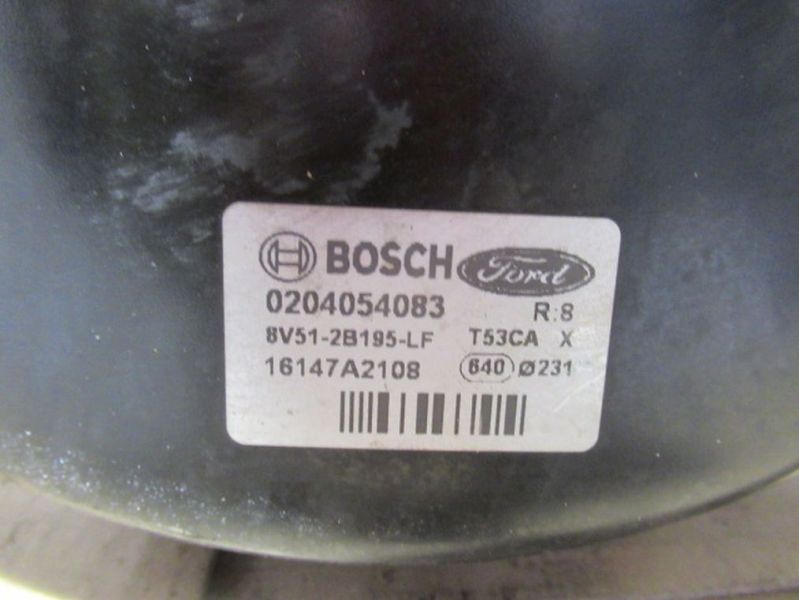 BOSCH Ford
0204054083 R:8
8V51-2B195-LF T53CA X
16147A2108 640 Ø231